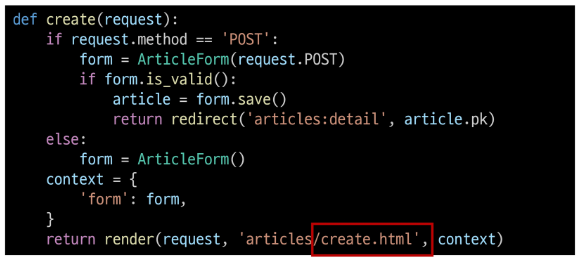 def create(request):
    if request.method == 'POST':
        form = ArticleForm(request.POST)
        if form.is_valid():
            article = form.save()
            return redirect('articles:detail', article.pk)
    else:
        form = ArticleForm()
    context = {
        'form': form,
    }
    return render(request, 'articles/create.html', context)